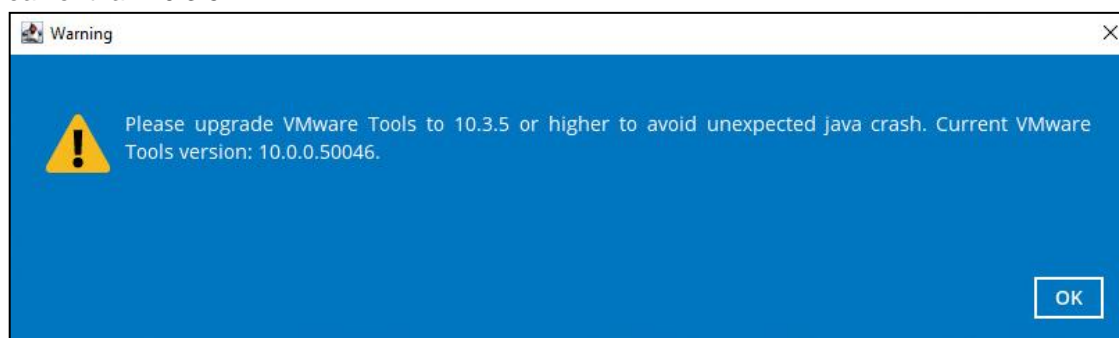 Warning
Please upgrade VMware Tools to 10.3.5 or higher to avoid unexpected java crash. Current VMware
Tools version: 10.0.0.50046.
OK